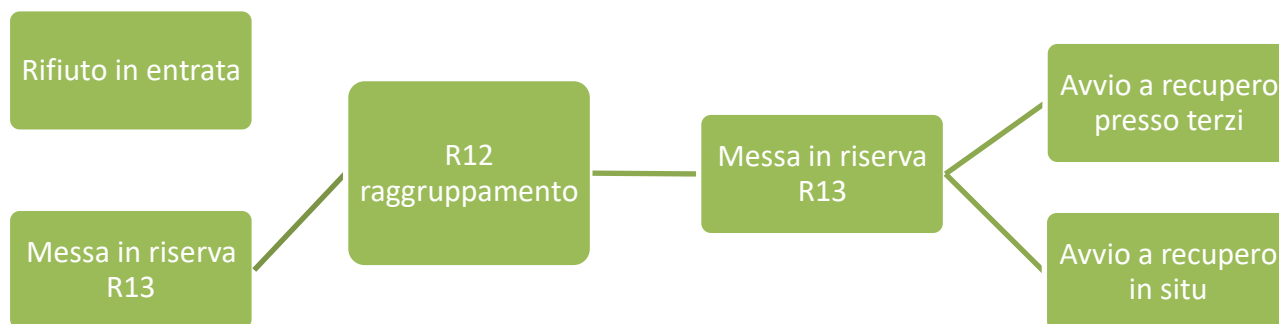 Rifiuto in entrata
Messa in riserva
R13
R12
raggruppamento
Messa in riserva
R13
Avvio a recupero
presso terzi
Avvio a recupero
in situ